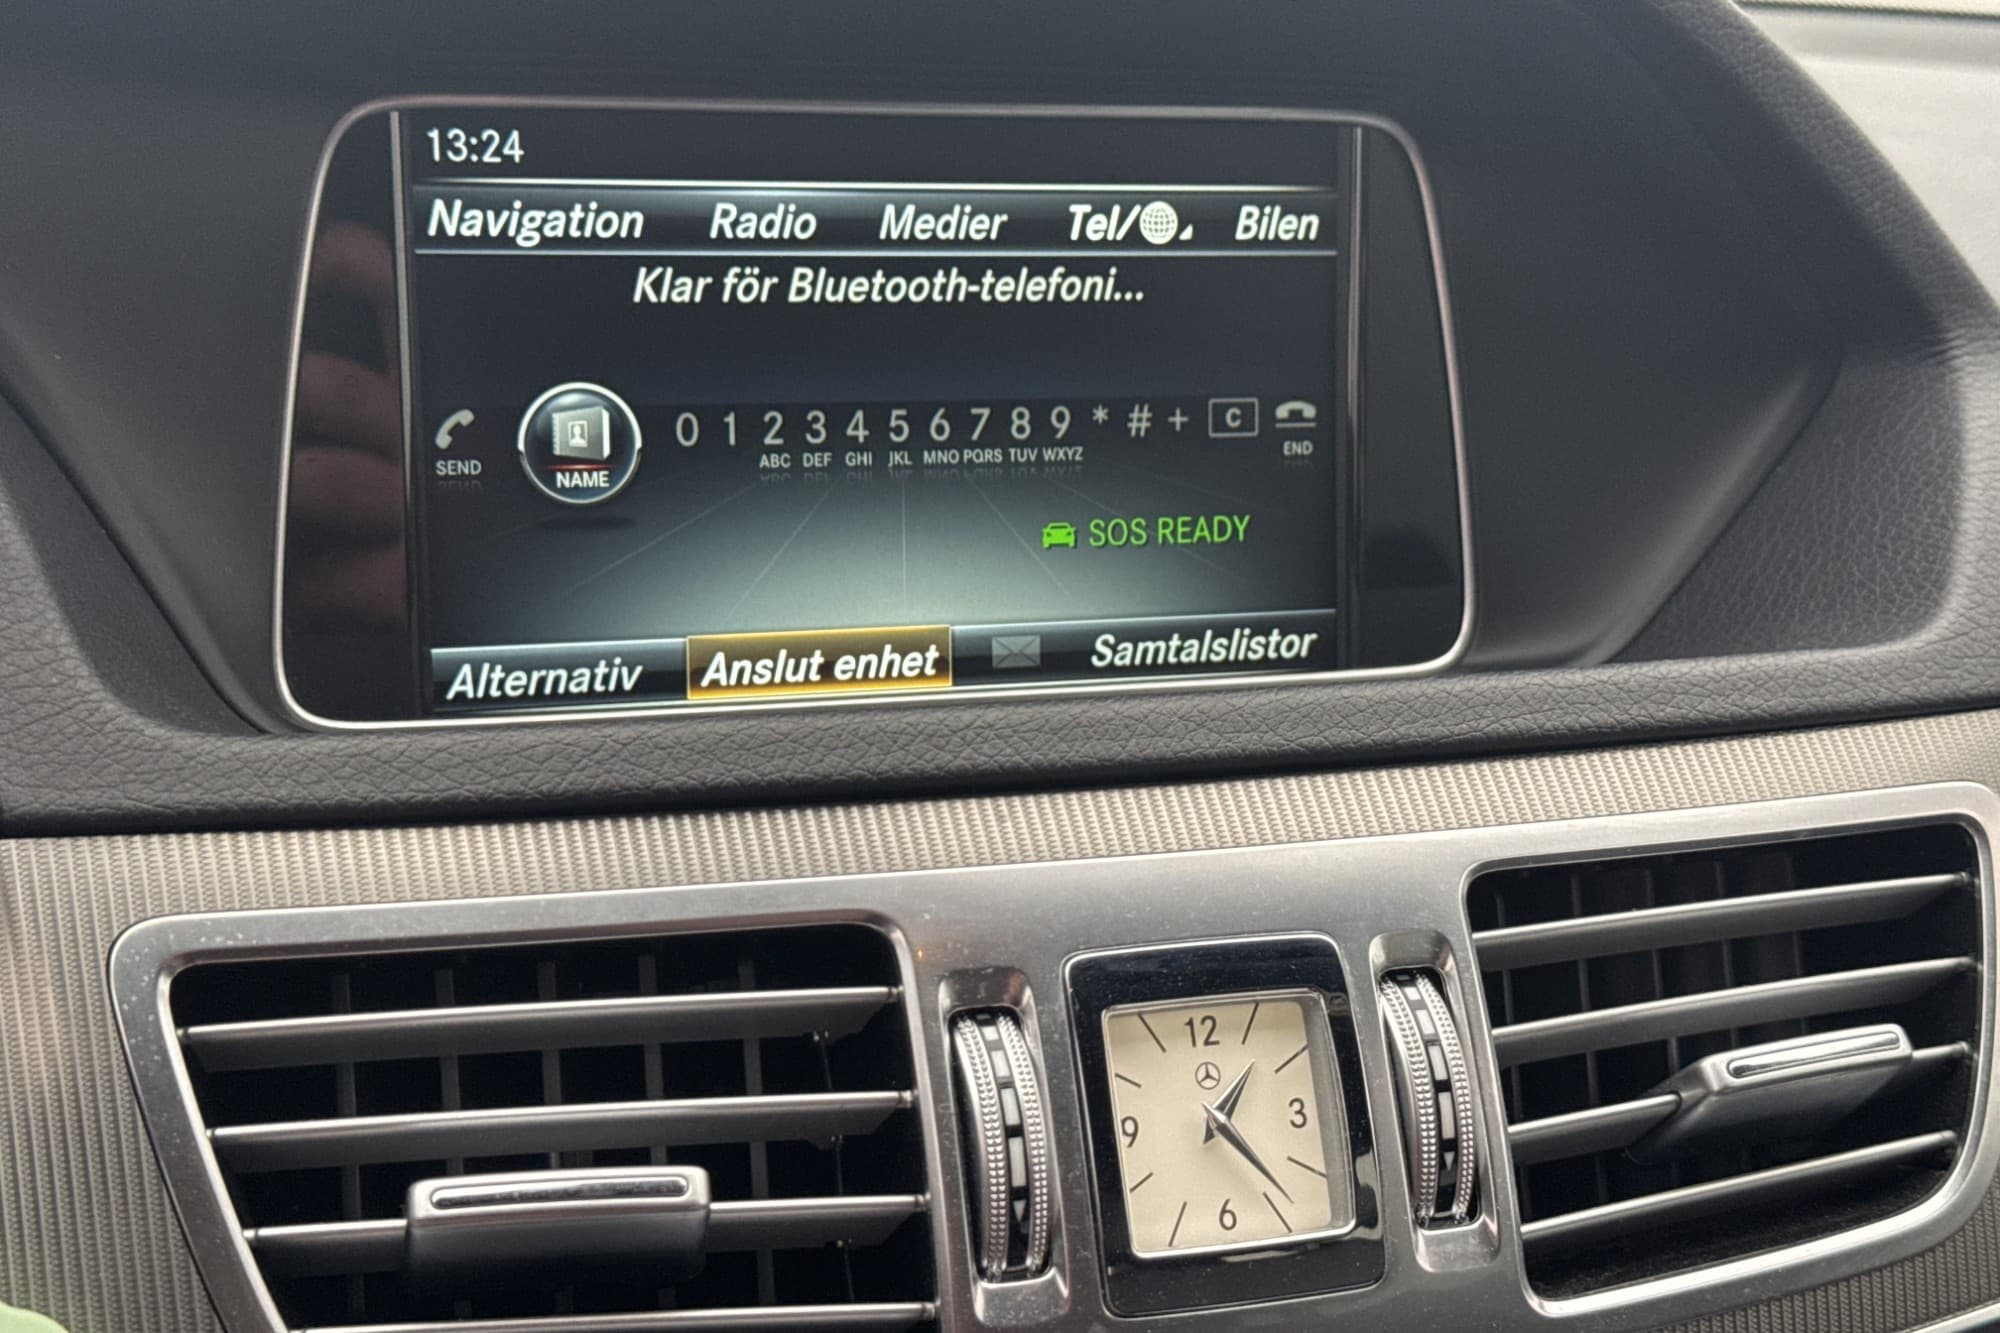 13:24
Navigation Radio Medier Tel/ Bilen
Klar för Bluetooth-telefoni...
0 1 2 3 4 5 6 7 8 9 * # + C
SEND NAME ABC DEF GHI JKL MNO PQRS TUV WXYZ END
SOS READY
Alternativ Anslut enhet Samtalslistor
12
9 3
6